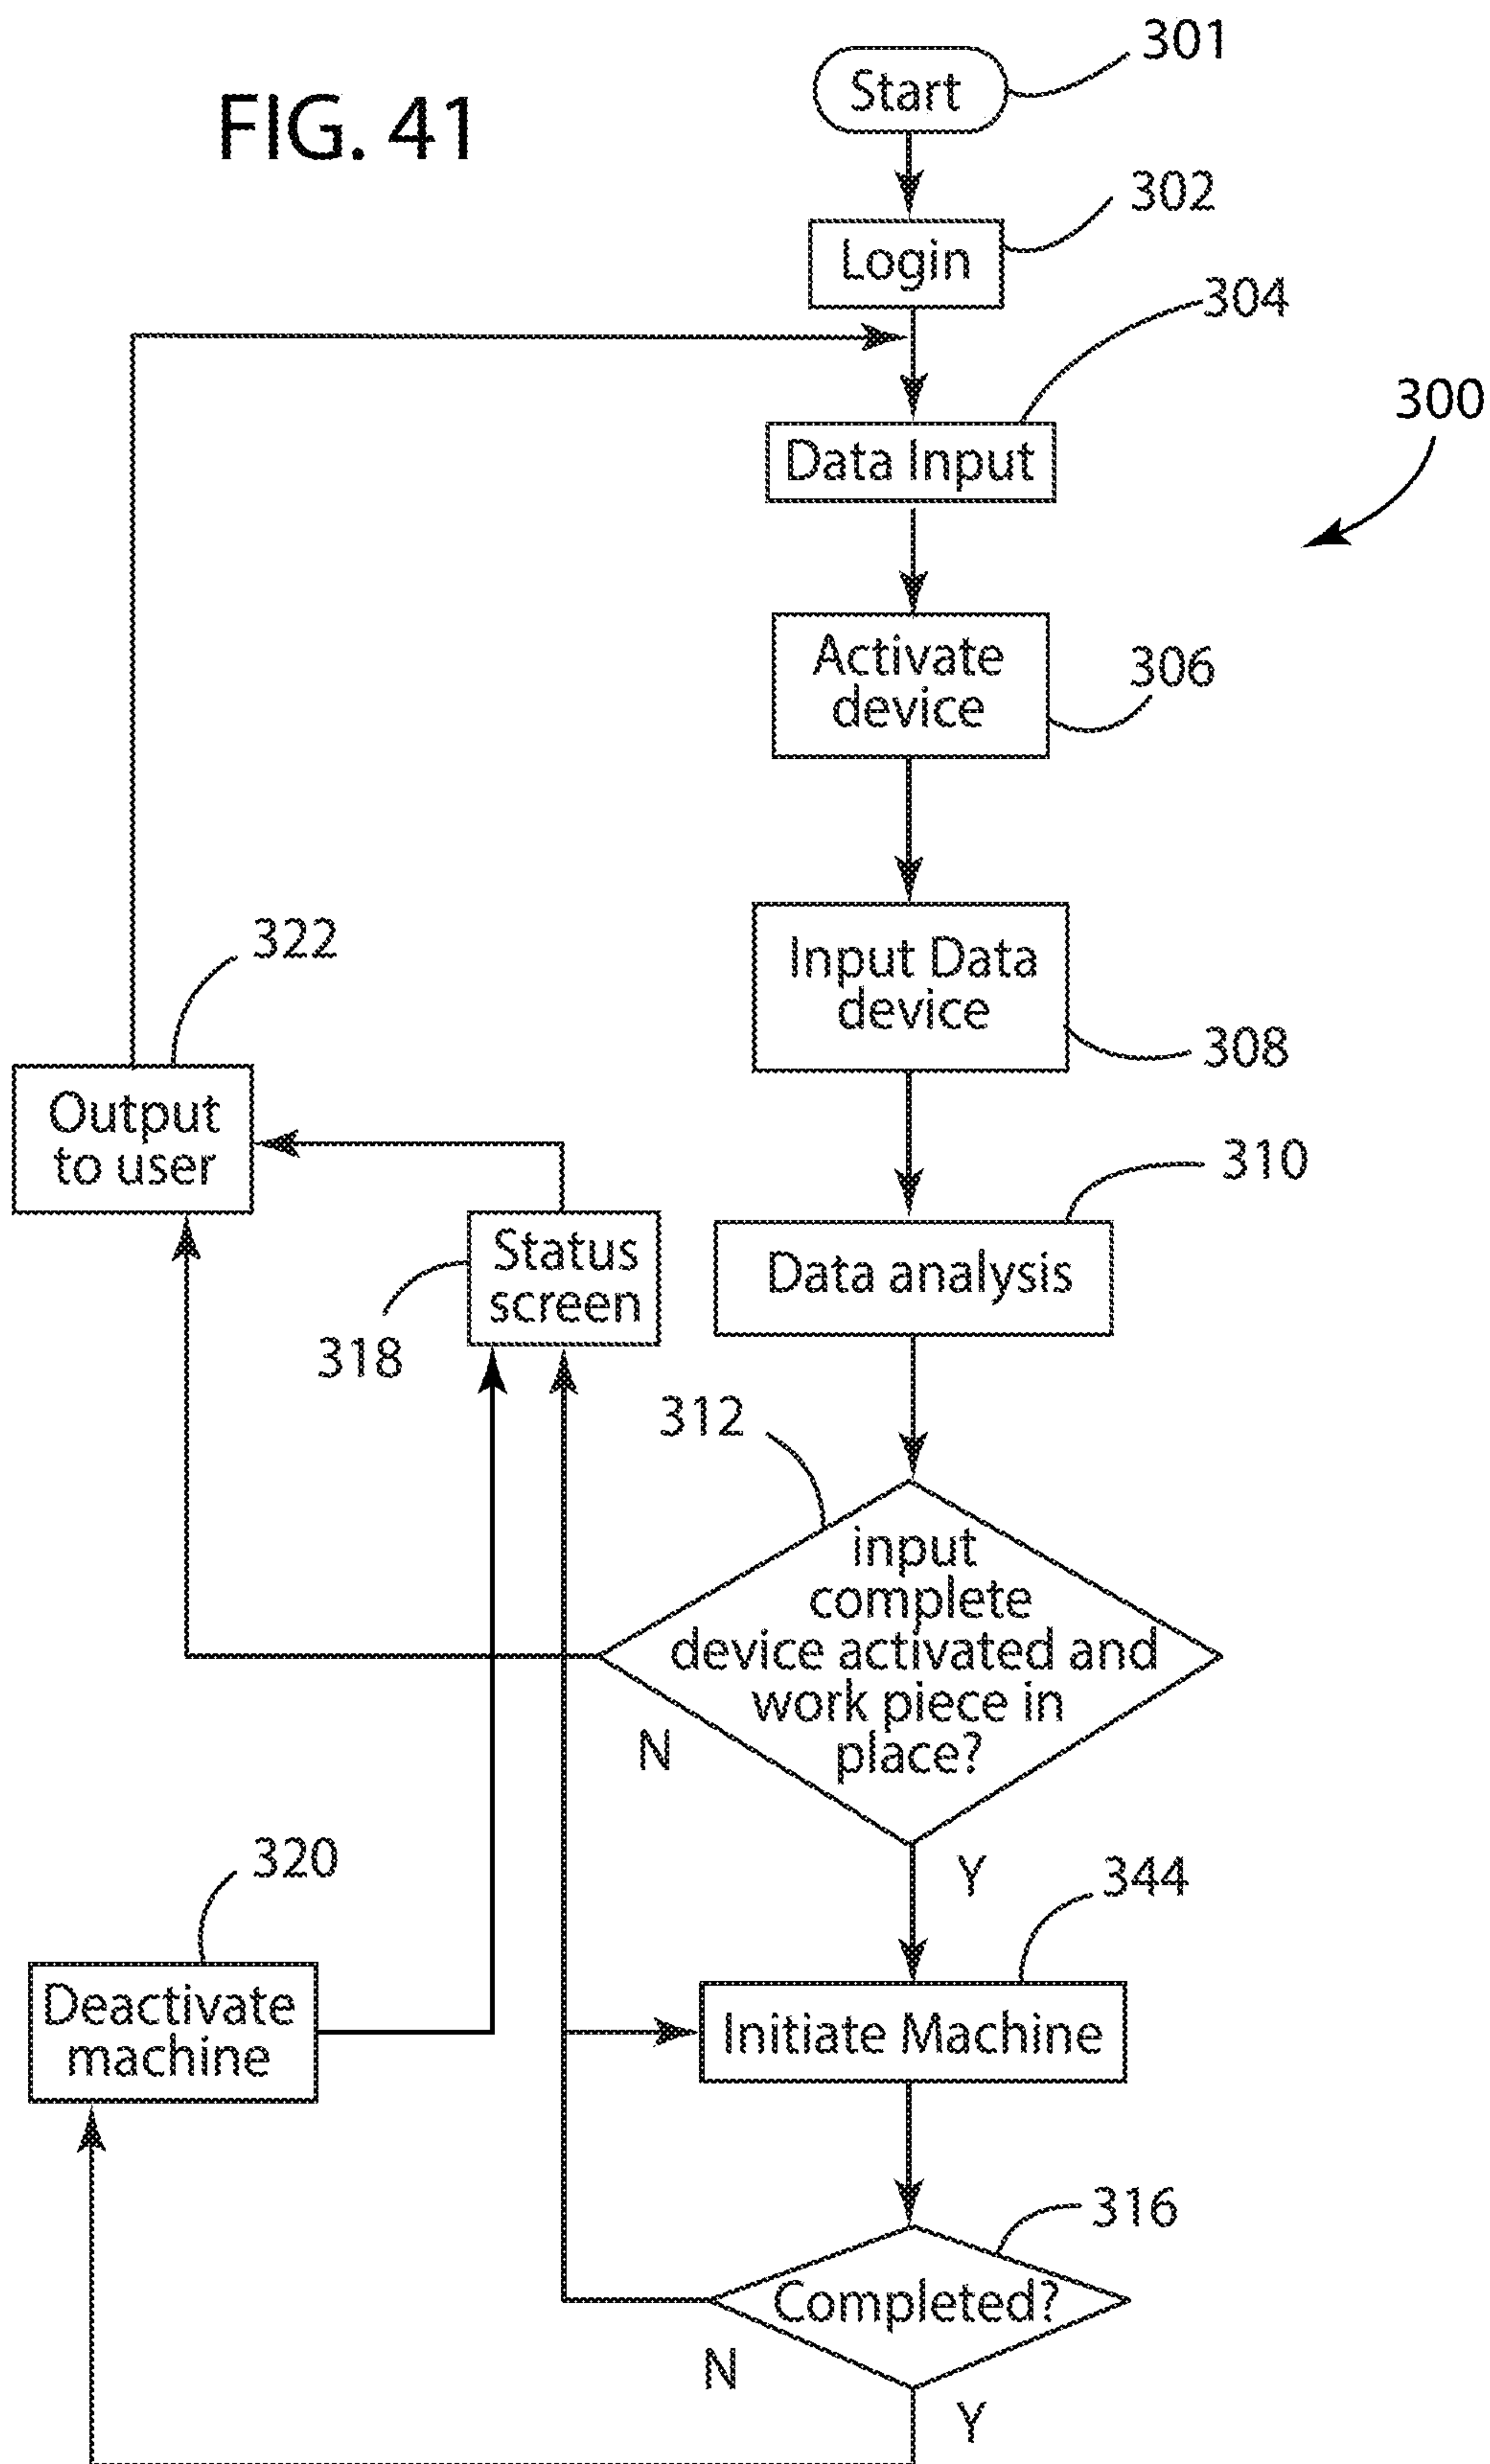 FIG. 41
Start
301
Login
302
304
Data Input
300
Activate
device
306
322
Input Data
device
308
Output
to user
310
Status
screen
Data analysis
318
312
input
complete
device activated and
work piece in
place?
N
320
Y
344
Deactivate
machine
Initiate Machine
316
Completed?
N
Y